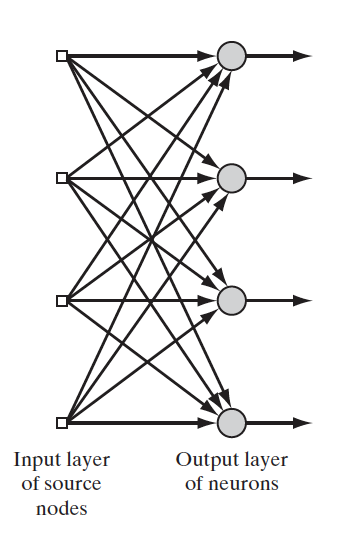 Input layer
of source
nodes
Output layer
of neurons